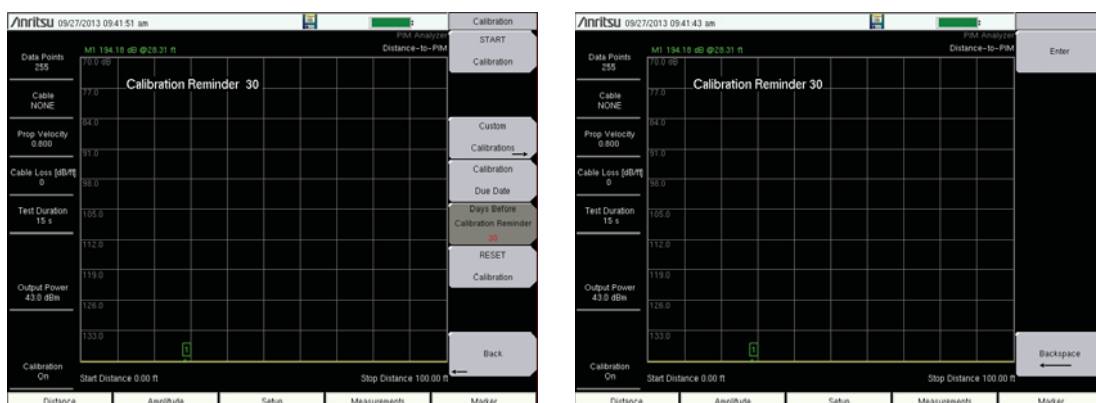 Anritsu 09/27/2013 09:41:51 am
Calibration
PIM Analyzer
M1 194.18 dB @28.31 ft
Distance-to-PIM
START
Calibration
Data Points
255
70.0 dB
Calibration Reminder 30
77.0
Cable
NONE
84.0
Prop Velocity
0.800
91.0
Custom
Calibrations
Cable Loss [dB/ft]
0
98.0
Calibration
Due Date
Test Duration
15 s
105.0
Days Before
Calibration Reminder
30
112.0
RESET
Calibration
119.0
Output Power
43.0 dBm
126.0
133.0
1
Back
Calibration
On
Start Distance 0.00 ft
Stop Distance 100.00 ft
Distance
Amplitude
Setup
Measurements
Marker
Anritsu 09/27/2013 09:41:43 am
PIM Analyzer
M1 194.18 dB @28.31 ft
Distance-to-PIM
Enter
Data Points
255
70.0 dB
Calibration Reminder 30
77.0
Cable
NONE
84.0
Prop Velocity
0.800
91.0
Cable Loss [dB/ft]
0
98.0
Test Duration
15 s
105.0
112.0
119.0
Output Power
43.0 dBm
126.0
133.0
1
Backspace
Calibration
On
Start Distance 0.00 ft
Stop Distance 100.00 ft
Distance
Amplitude
Setup
Measurements
Marker